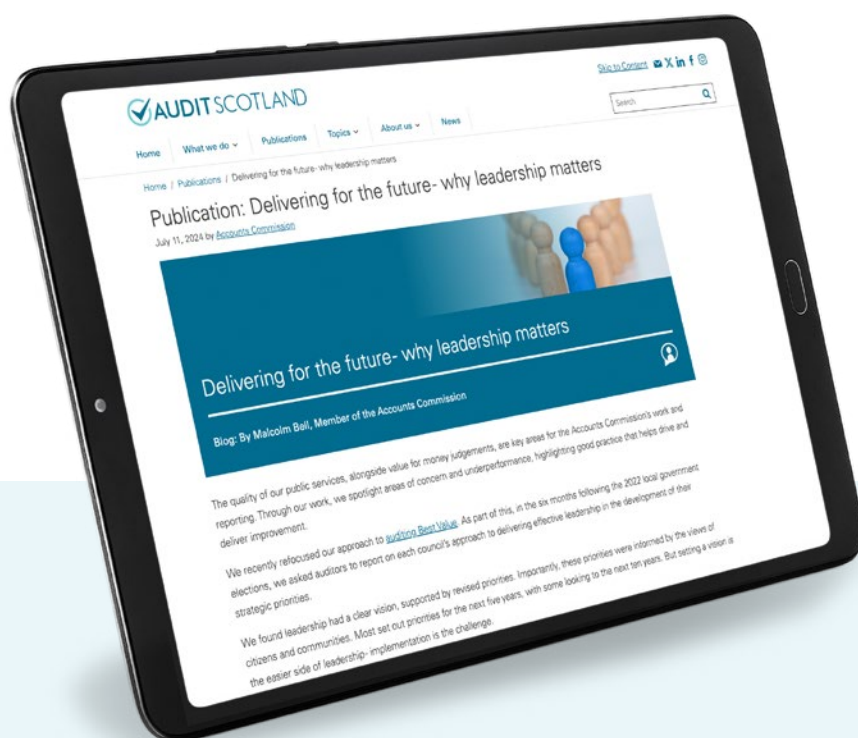 AUDIT SCOTLAND
Skip to Content
Search
Home What we do Publications Topics About us News
Home / Publications / Delivering for the future- why leadership matters
Publication: Delivering for the future- why leadership matters
July 11, 2024 by Accounts Commission
Delivering for the future- why leadership matters
Blog: By Malcolm Bell, Member of the Accounts Commission
The quality of our public services, alongside value for money judgements, are key areas for the Accounts Commission's work and
reporting. Through our work, we spotlight areas of concern and underperformance, highlighting good practice that helps drive and
deliver improvement.
We recently refocused our approach to auditing Best Value. As part of this, in the six months following the 2022 local government
elections, we asked auditors to report on each council's approach to delivering effective leadership in the development of their
strategic priorities.
We found leadership had a clear vision, supported by revised priorities. Importantly, these priorities were informed by the views of
citizens and communities. Most set out priorities for the next five years, with some looking to the next ten years. But setting a vision is
the easier side of leadership- implementation is the challenge.